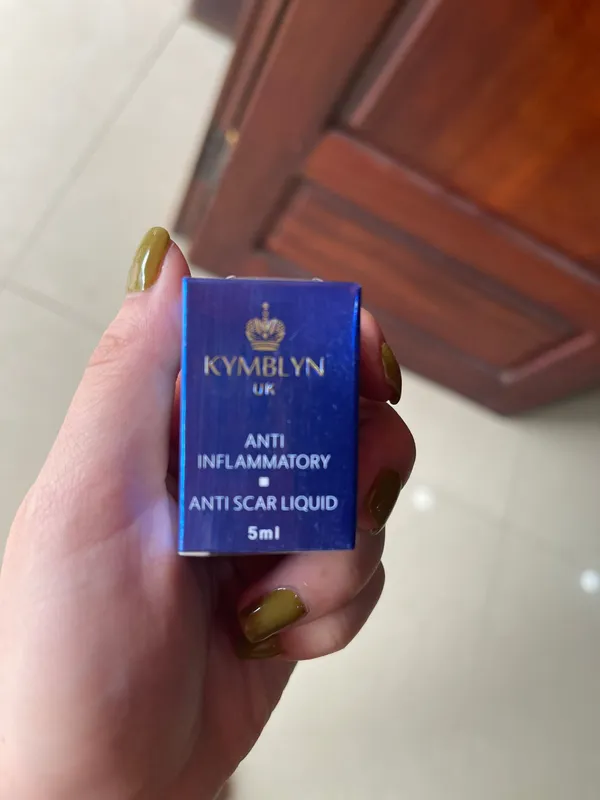 KYMBLYN
UK
ANTI
INFLAMMATORY
ANTI SCAR LIQUID
5ml